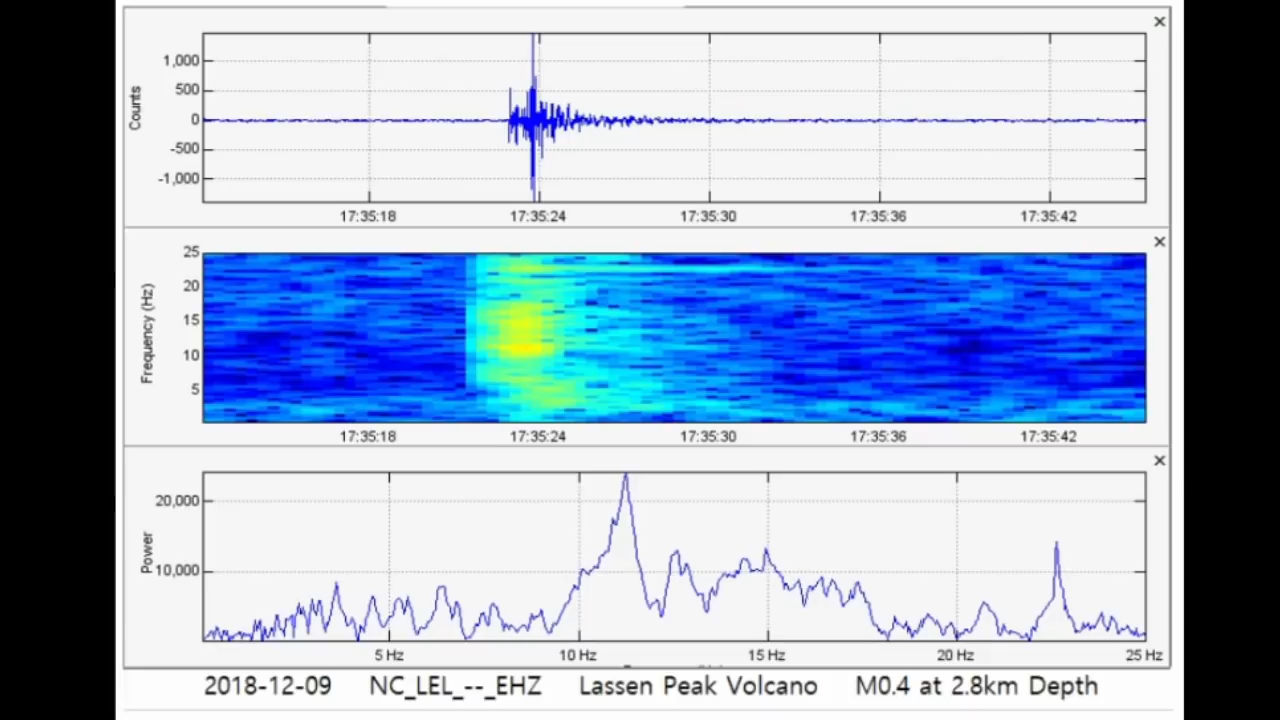 ×
1,000
500
0
-500
-1,000
Counts
17:35:18 17:35:24 17:35:30 17:35:36 17:35:42
×
25
20
15
10
5
Frequency (Hz)
17:35:18 17:35:24 17:35:30 17:35:36 17:35:42
×
20,000
10,000
Power
5 Hz 10 Hz 15 Hz 20 Hz 25 Hz
2018-12-09 NC_LEL_--_EHZ Lassen Peak Volcano M0.4 at 2.8km Depth